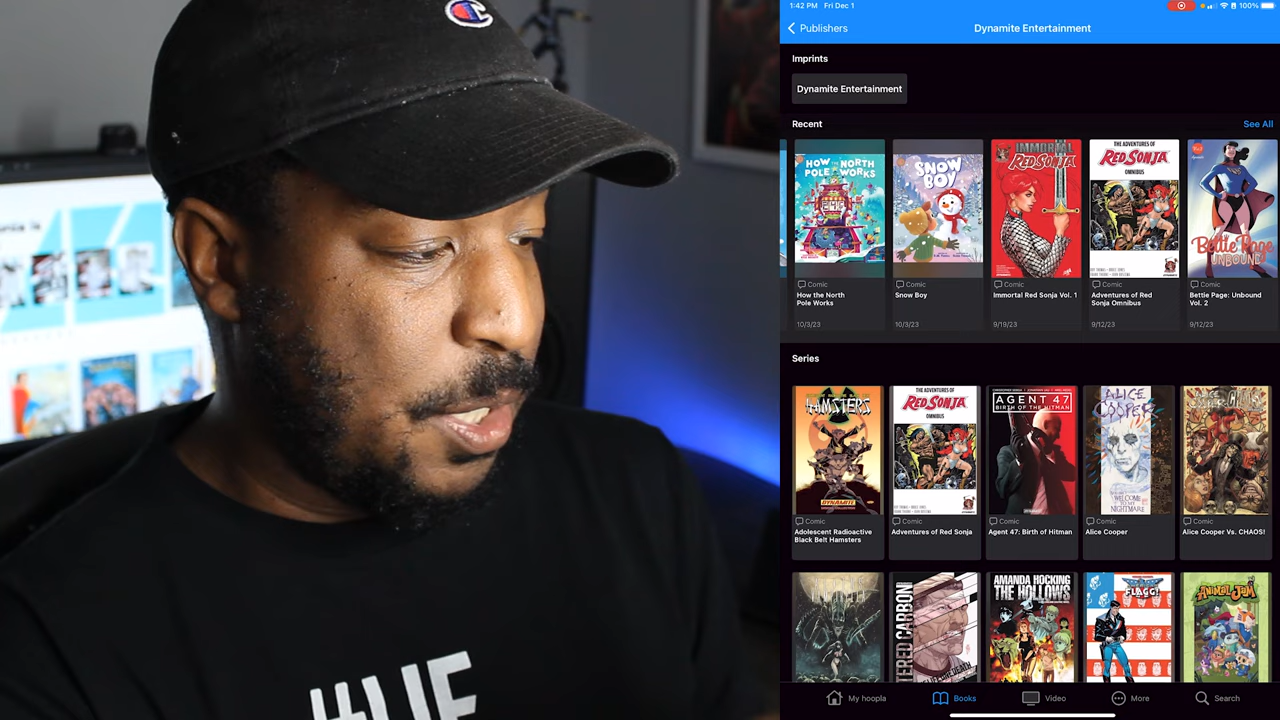 1:42 PM Fri Dec 1
100%
Publishers
Dynamite Entertainment
Imprints
Dynamite Entertainment
Recent
See All
HOW THE NORTH
POLE WORKS
SNOW
BOY
IMMORTAL
RED SONJA
THE ADVENTURES OF
RED SONJA
OMNIBUS
Bettie Page
UNBOUND
Comic
How the North
Pole Works
10/3/23
Comic
Snow Boy
10/3/23
Comic
Immortal Red Sonja Vol. 1
9/19/23
Comic
Adventures of Red
Sonja Omnibus
9/12/23
Comic
Bettie Page: Unbound
Vol. 2
9/12/23
Series
HAMSTERS
DYNAMITE
THE ADVENTURES OF
RED SONJA
OMNIBUS
AGENT 47
BIRTH OF THE HITMAN
ALICE
COOPER
WELCOME
TO MY
NIGHTMARE
Comic
Adolescent Radioactive
Black Belt Hamsters
Comic
Adventures of Red Sonja
Comic
Agent 47: Birth of Hitman
Comic
Alice Cooper
Comic
Alice Cooper Vs. CHAOS!
TERED CARBON
AMANDA HOCKING
THE HOLLOWS
FLAGG!
ANIMAL JAM
My hoopla
Books
Video
More
Search